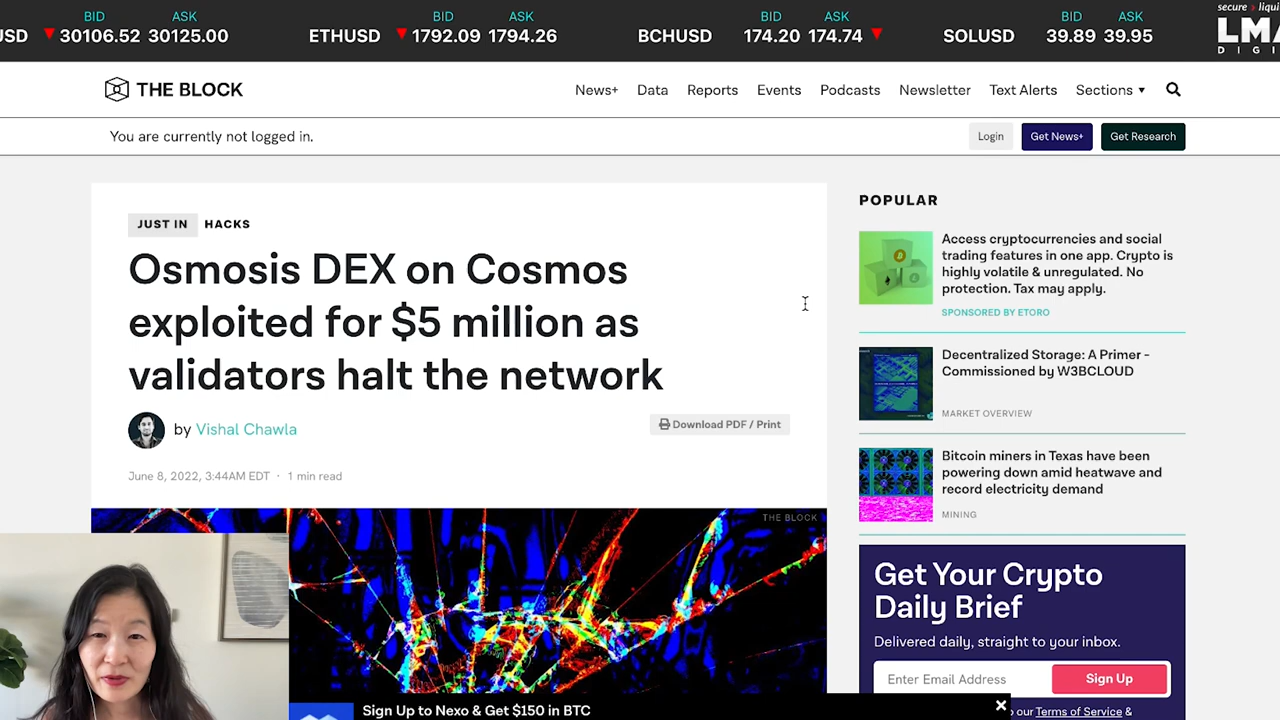 BID ASK BID ASK BID ASK BID ASK
USD 30106.52 30125.00 ETHUSD 1792.09 1794.26 BCHUSD 174.20 174.74 SOLUSD 39.89 39.95
secure liqui
LMA
DIGI
THE BLOCK
News+ Data Reports Events Podcasts Newsletter Text Alerts Sections
You are currently not logged in.
Login Get News+ Get Research
JUST IN HACKS
Osmosis DEX on Cosmos
exploited for $5 million as
validators halt the network
by Vishal Chawla
Download PDF / Print
June 8, 2022, 3:44AM EDT · 1 min read
THE BLOCK
POPULAR
Access cryptocurrencies and social
trading features in one app. Crypto is
highly volatile & unregulated. No
protection. Tax may apply.
SPONSORED BY ETORO
Decentralized Storage: A Primer -
Commissioned by W3BCLOUD
MARKET OVERVIEW
Bitcoin miners in Texas have been
powering down amid heatwave and
record electricity demand
MINING
Get Your Crypto
Daily Brief
Delivered daily, straight to your inbox.
Enter Email Address Sign Up
our Terms of Service &
Sign Up to Nexo & Get $150 in BTC